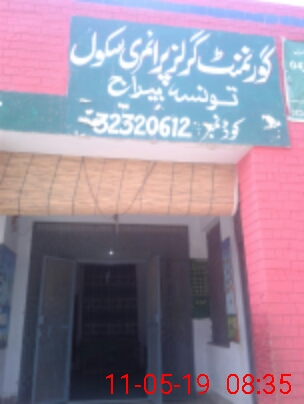 گورنمنٹ گرلز پرائمری سکول
تونسہ بیراج
کوڈ نمبر 32320612
11-05-19 08:35